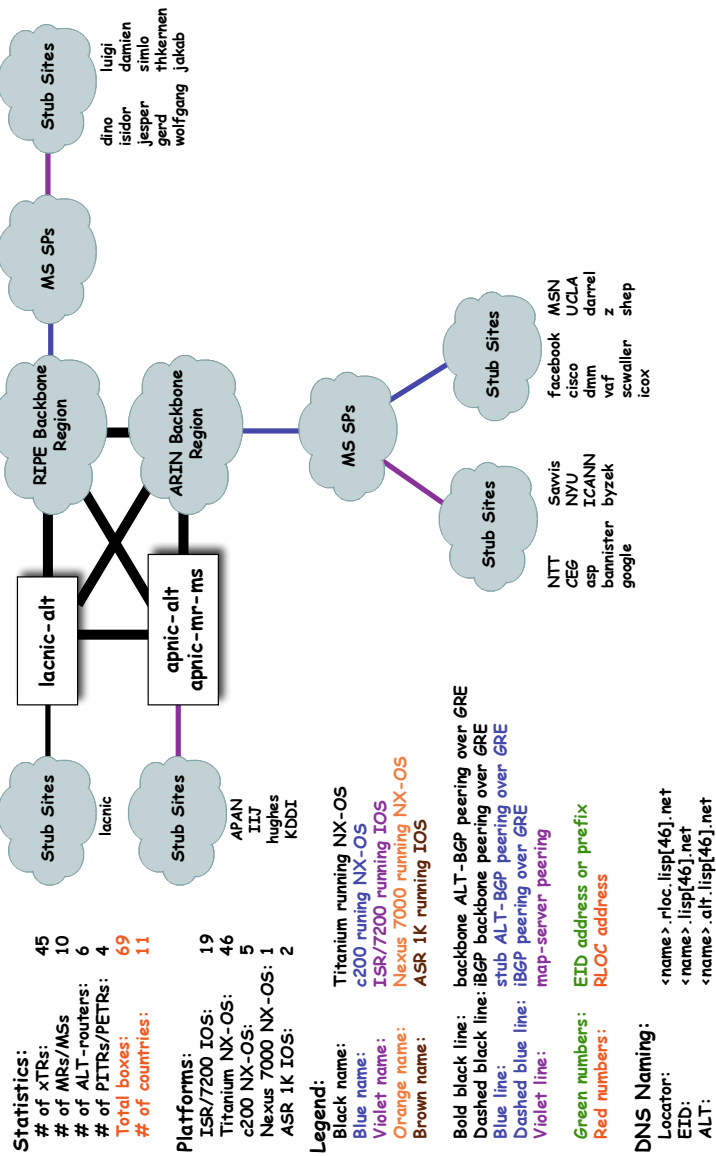 Statistics:
# of xTRs: 45
# of MRs/MSs 10
# of ALT-routers: 6
# of PITRs/PETRs: 4
Total boxes: 69
# of countries: 11
Platforms:
ISR/7200 IOS: 19
Titanium NX-OS: 46
c200 NX-OS: 5
Nexus 7000 NX-OS: 1
ASR 1K IOS: 2
Legend:
Black name: Titanium running NX-OS
Blue name: c200 runing NX-OS
Violet name: ISR/7200 running IOS
Orange name: Nexus 7000 running NX-OS
Brown name: ASR 1K running IOS
Bold black line: backbone ALT-BGP peering over GRE
Dashed black line: iBGP backbone peering over GRE
Blue line: stub ALT-BGP peering over GRE
Dashed blue line: iBGP peering over GRE
Violet line: map-server peering
Green numbers: EID address or prefix
Red numbers: RLOC address
DNS Naming:
Locator: <name>.rloc.lisp[46].net
EID: <name>.lisp[46].net
ALT: <name>.alt.lisp[46].net
Stub Sites
lacnic
lacnic-alt
RIPE Backbone
Region
MS SPs
Stub Sites
dino luigi
isidor damien
jesper simlo
gerd thkernen
wolfgang jakab
Stub Sites
APAN
IIJ
hughes
KDDI
apnic-alt
apnic-mr-ms
ARIN Backbone
Region
MS SPs
Stub Sites
NTT Savvis
CEG NYU
asp ICANN
bannister byzek
google
Stub Sites
facebook MSN
cisco UCLA
dmm darrel
vaf z
scwaller shep
icox